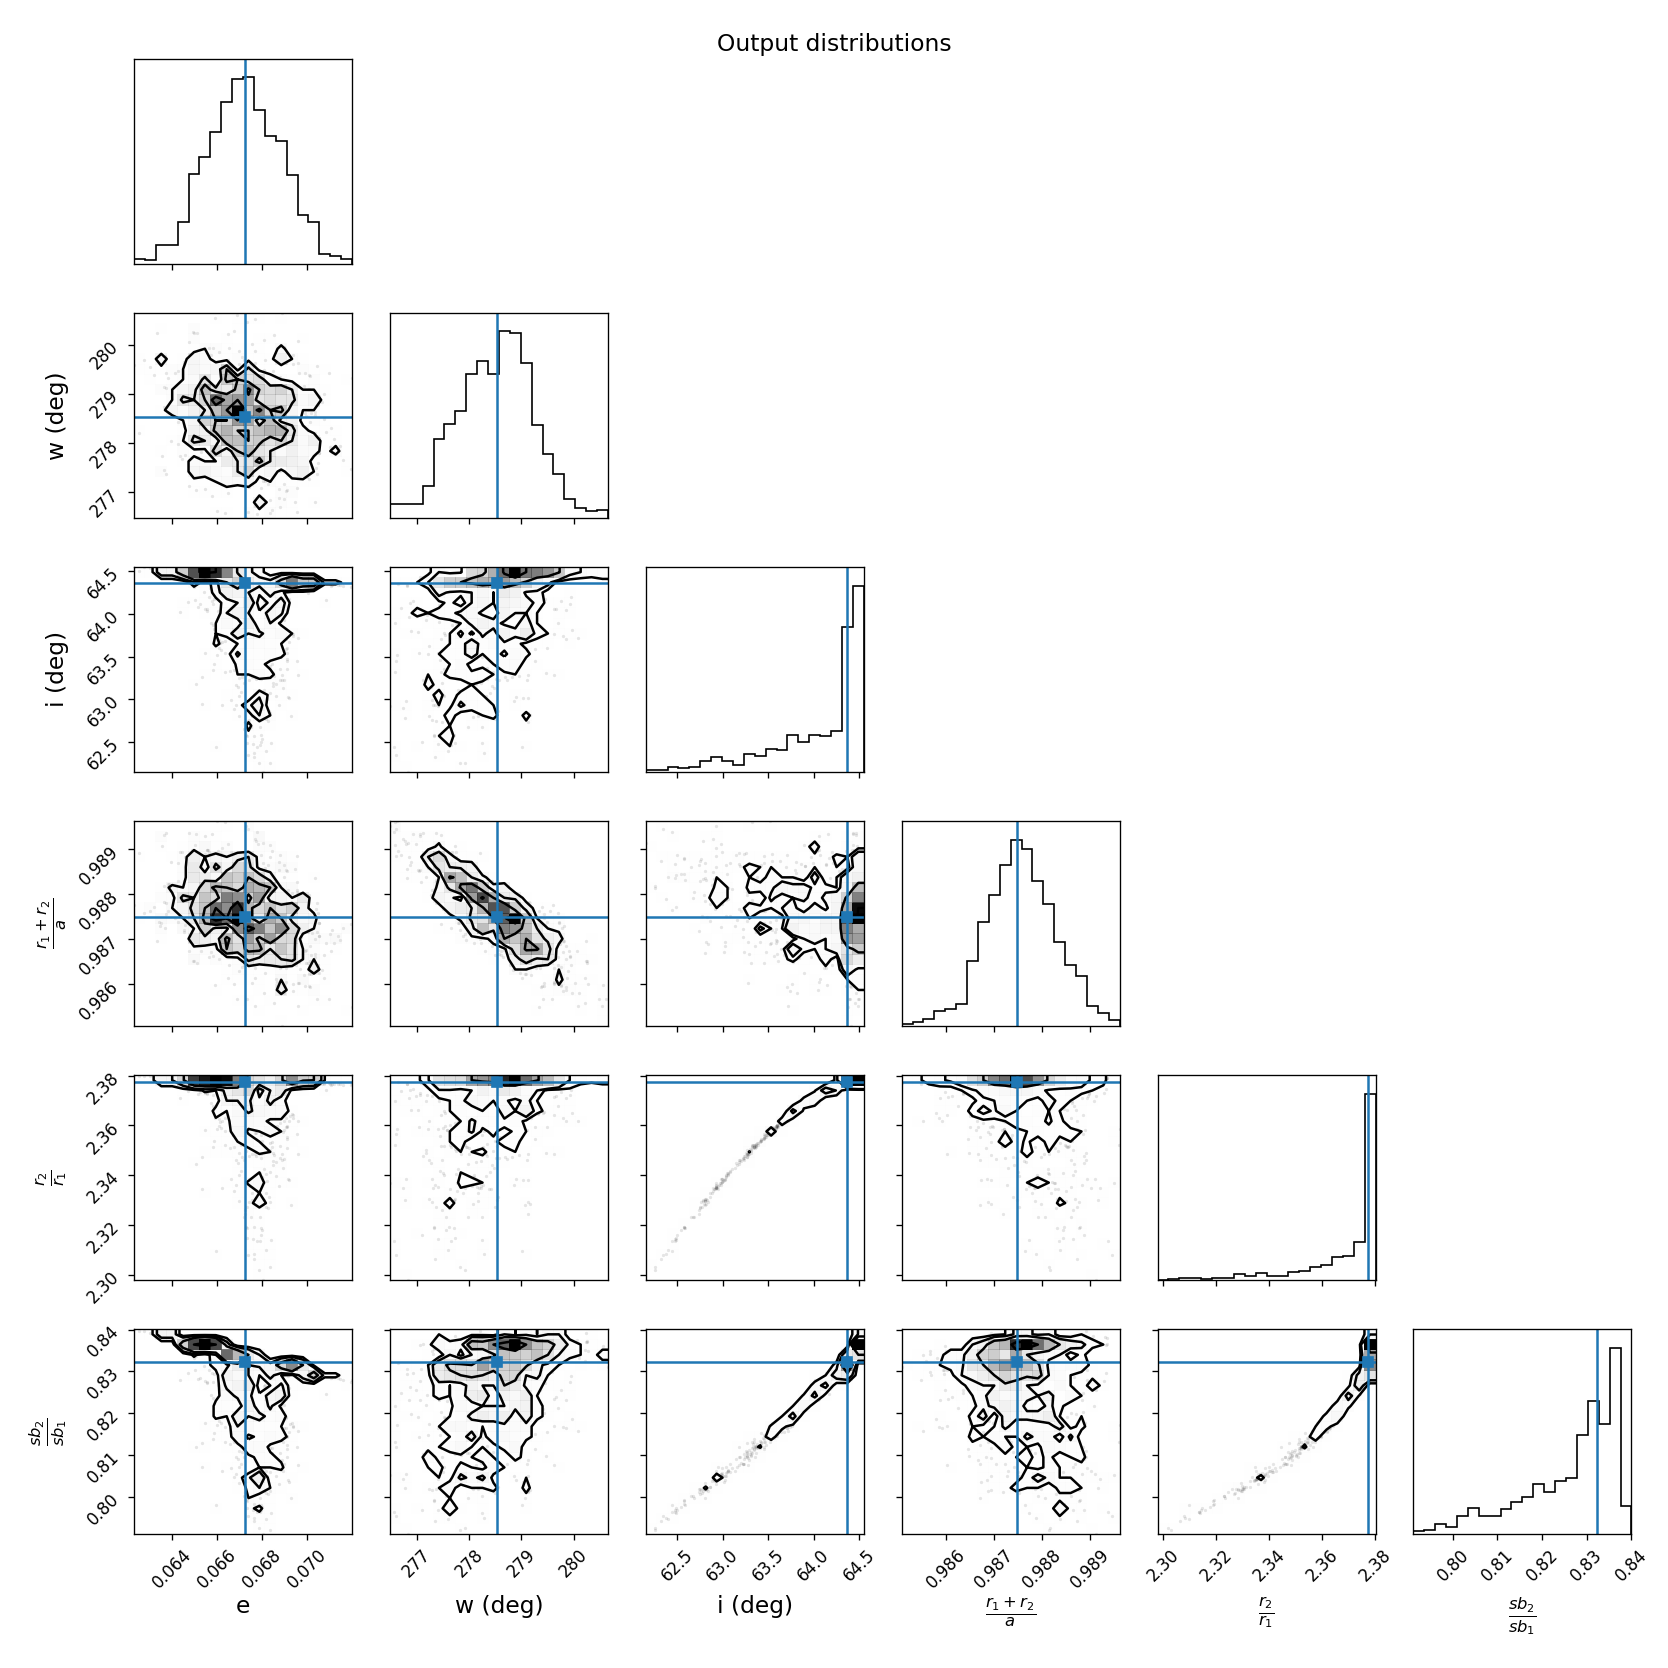 Output distributions
280
279
278
277
w (deg)
64.5
64.0
63.5
63.0
62.5
i (deg)
0.989
0.988
0.987
0.986
r1 + r2
a
2.38
2.36
2.34
2.32
2.30
r2
r1
0.84
0.83
0.82
0.81
0.80
sb2
sb1
0.064 0.066 0.068 0.070
277 278 279 280
62.5 63.0 63.5 64.0 64.5
0.986 0.987 0.988 0.989
2.30 2.32 2.34 2.36 2.38
0.80 0.81 0.82 0.83 0.84
e
w (deg)
i (deg)
r1 + r2
a
r2
r1
sb2
sb1